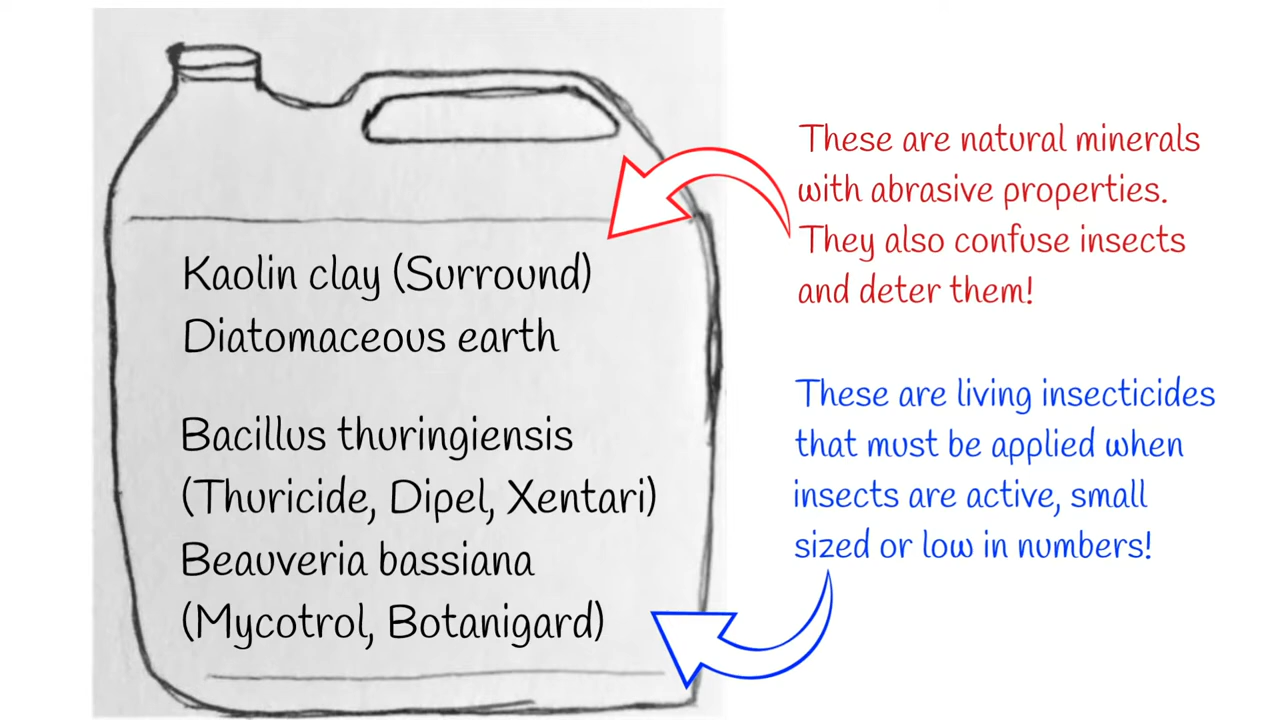 Kaolin clay (Surround)
Diatomaceous earth
Bacillus thuringiensis
(Thuricide, Dipel, Xentari)
Beauveria bassiana
(Mycotrol, Botanigard)
These are natural minerals
with abrasive properties.
They also confuse insects
and deter them!
These are living insecticides
that must be applied when
insects are active, small
sized or low in numbers!